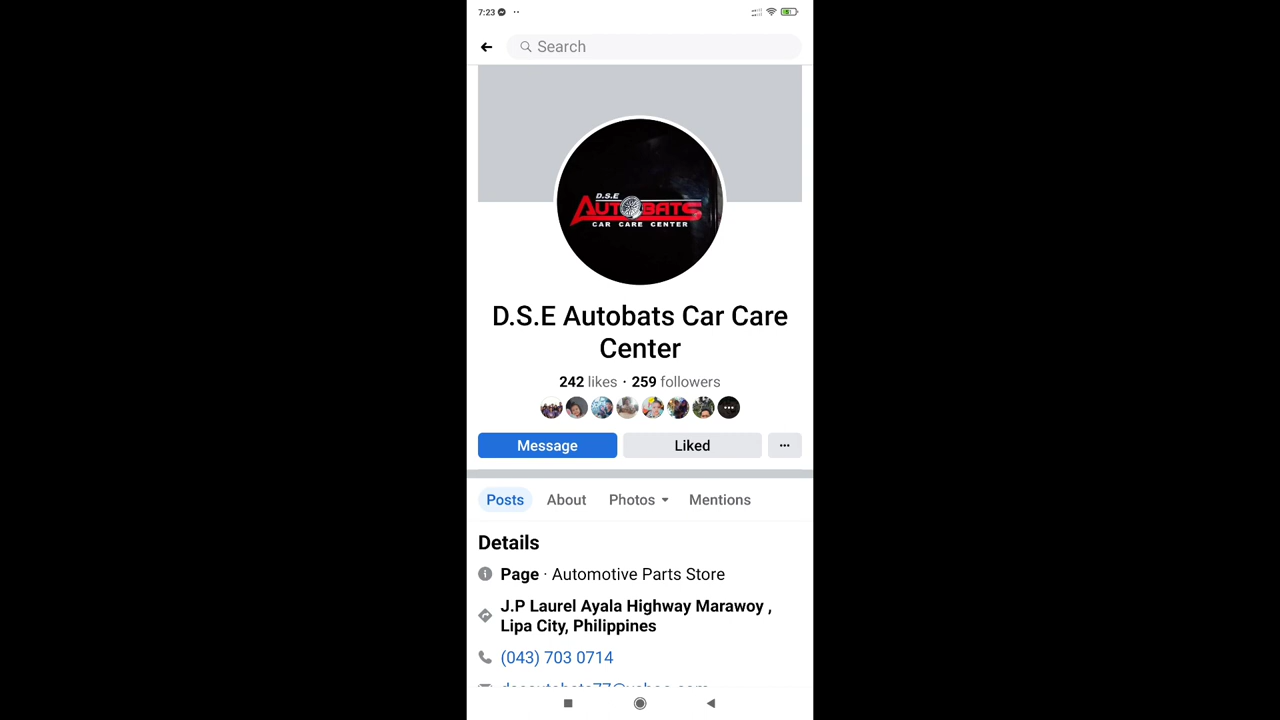 7:23
Search
D.S.E
AUTOBATS
CAR CARE CENTER
D.S.E Autobats Car Care
Center
242 likes · 259 followers
Message
Liked
Posts
About
Photos
Mentions
Details
Page · Automotive Parts Store
J.P Laurel Ayala Highway Marawoy ,
Lipa City, Philippines
(043) 703 0714